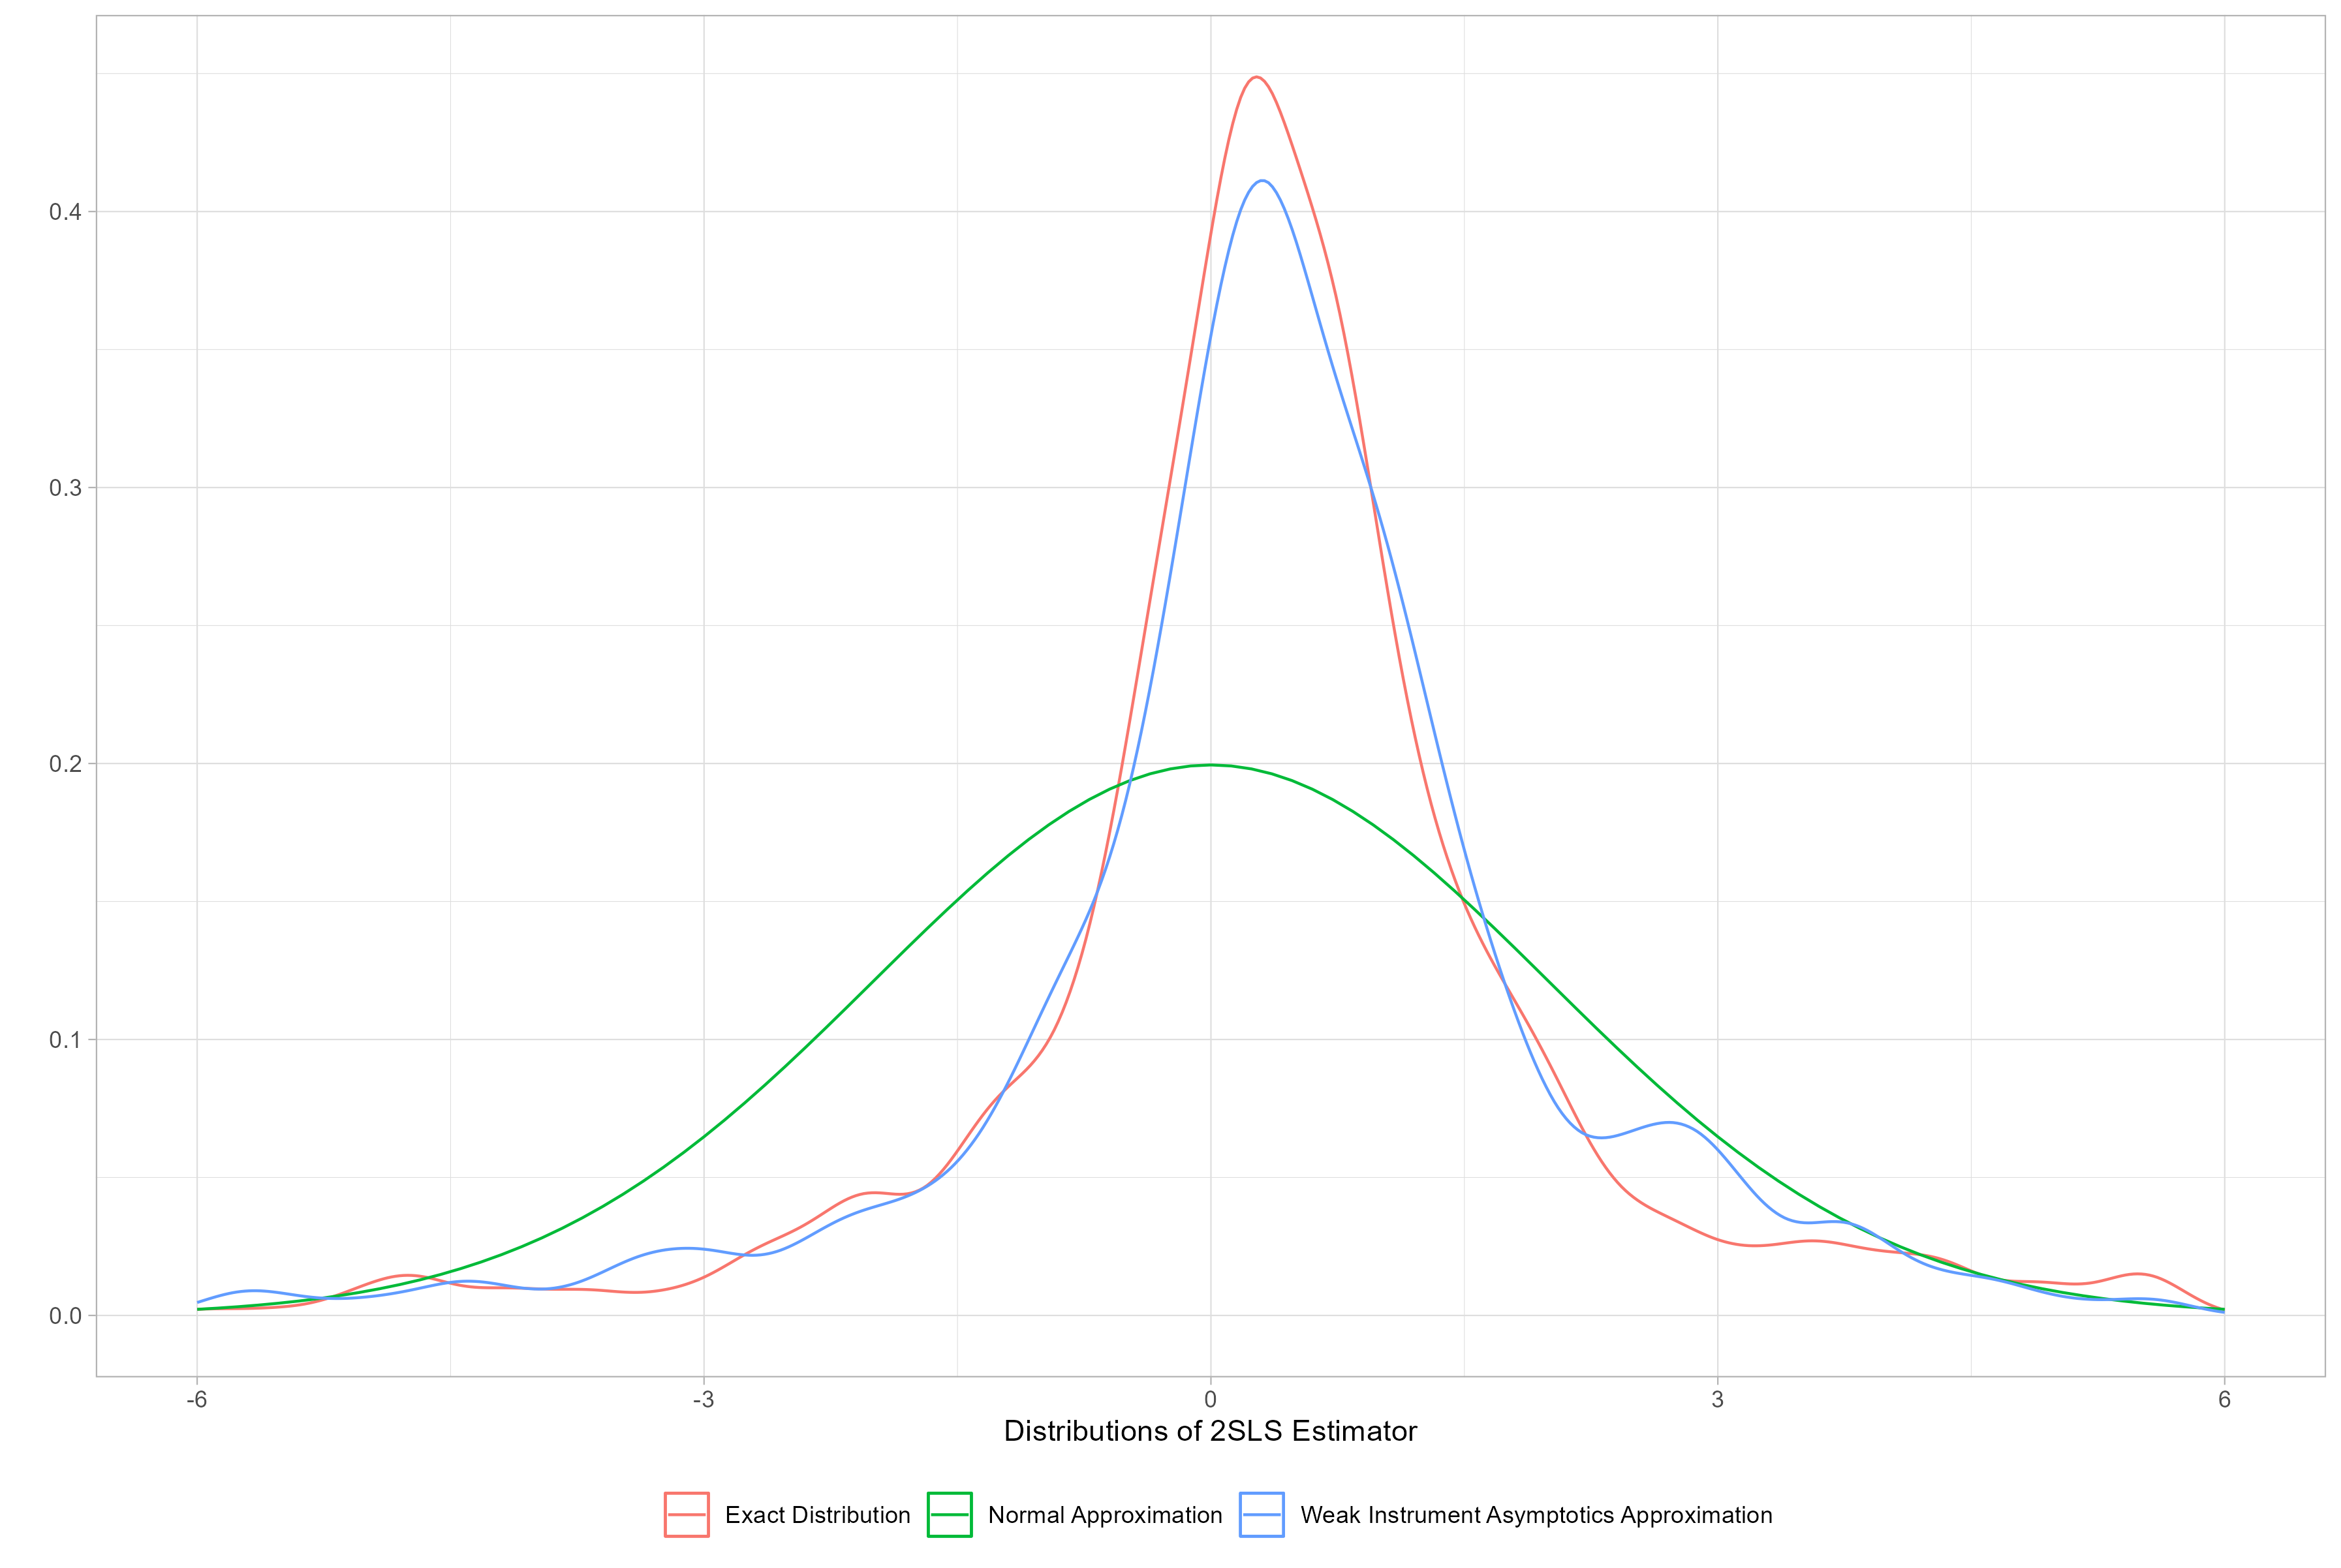 0.4
0.3
0.2
0.1
0.0
-6 -3 0 3 6
Distributions of 2SLS Estimator
Exact Distribution Normal Approximation Weak Instrument Asymptotics Approximation